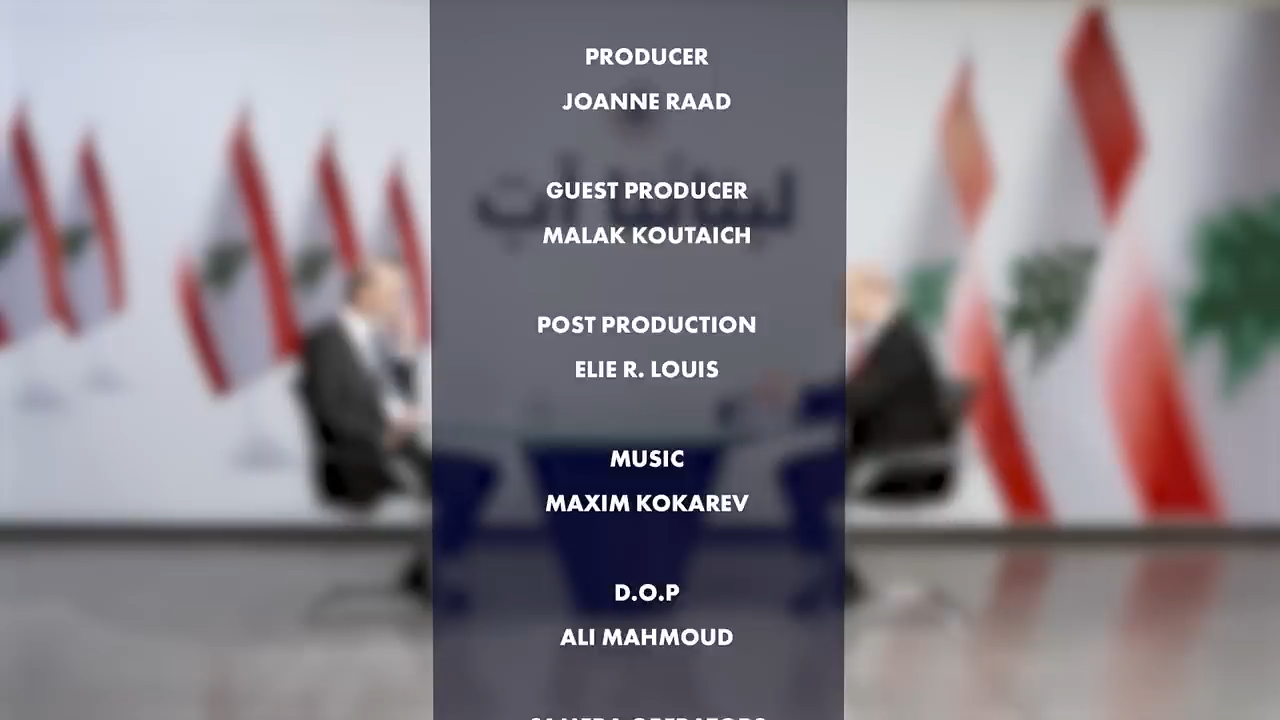 PRODUCER
JOANNE RAAD
GUEST PRODUCER
MALAK KOUTAICH
POST PRODUCTION
ELIE R. LOUIS
MUSIC
MAXIM KOKAREV
D.O.P
ALI MAHMOUD